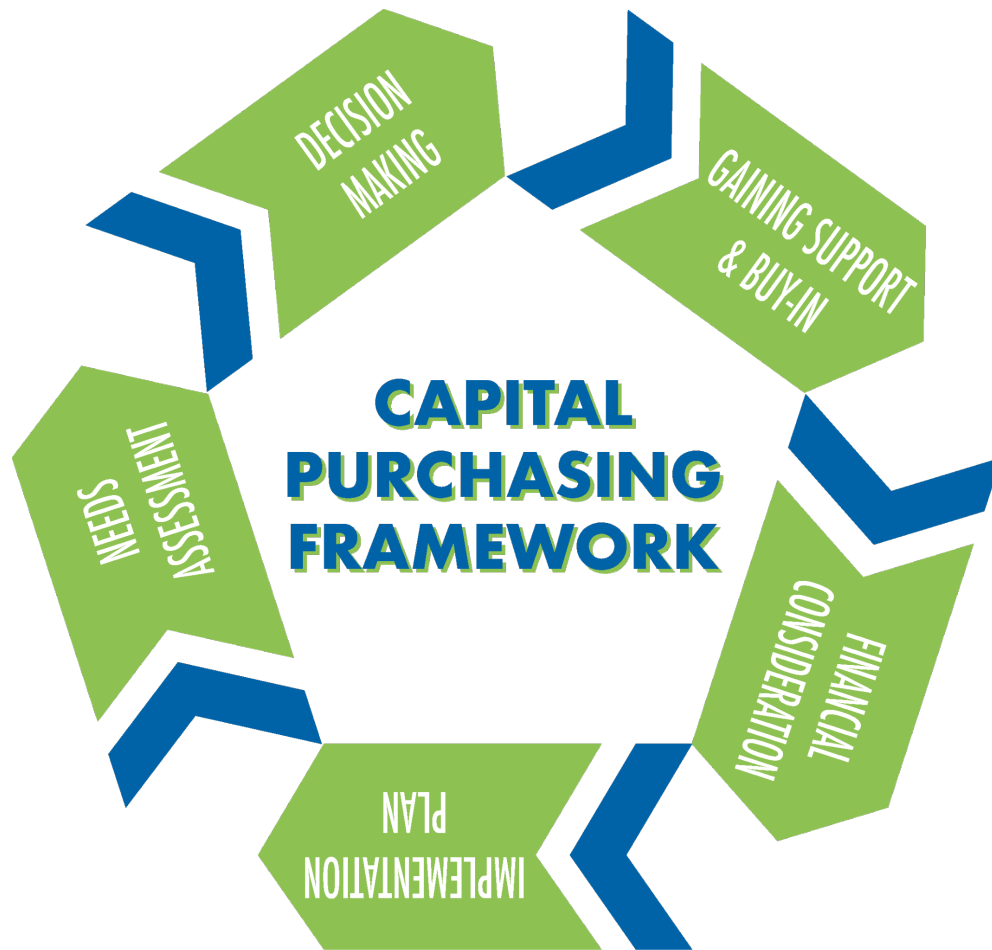 DECISION
MAKING
GAINING SUPPORT
& BUY-IN
CAPITAL
PURCHASING
FRAMEWORK
NEEDS
ASSESSMENT
FINANCIAL
CONSIDERATION
IMPLEMENTATION
PLAN